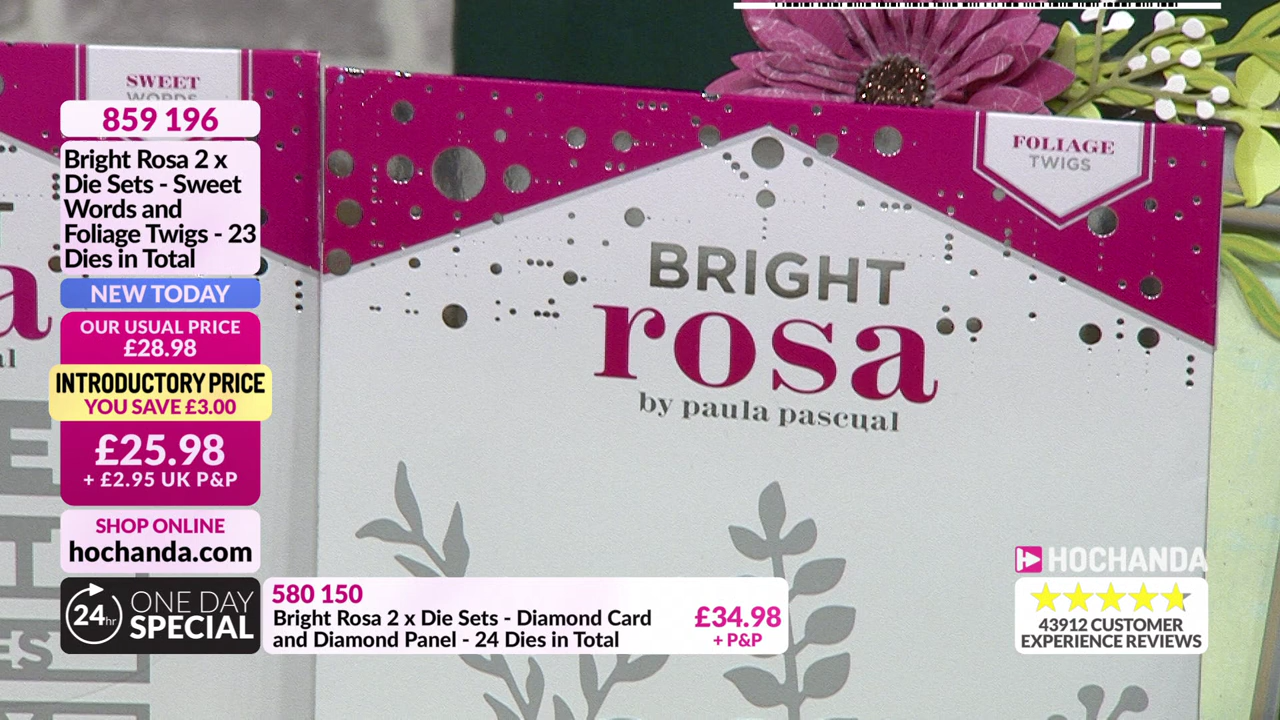 SWEET
WORDS
859 196
Bright Rosa 2 x
Die Sets - Sweet
Words and
Foliage Twigs - 23
Dies in Total
NEW TODAY
OUR USUAL PRICE
£28.98
INTRODUCTORY PRICE
YOU SAVE £3.00
£25.98
+ £2.95 UK P&P
SHOP ONLINE
hochanda.com
24hr ONE DAY
SPECIAL
580 150
Bright Rosa 2 x Die Sets - Diamond Card
and Diamond Panel - 24 Dies in Total
£34.98
+ P&P
FOLIAGE
TWIGS
BRIGHT
rosa
by paula pascual
HOCHANDA
43912 CUSTOMER
EXPERIENCE REVIEWS